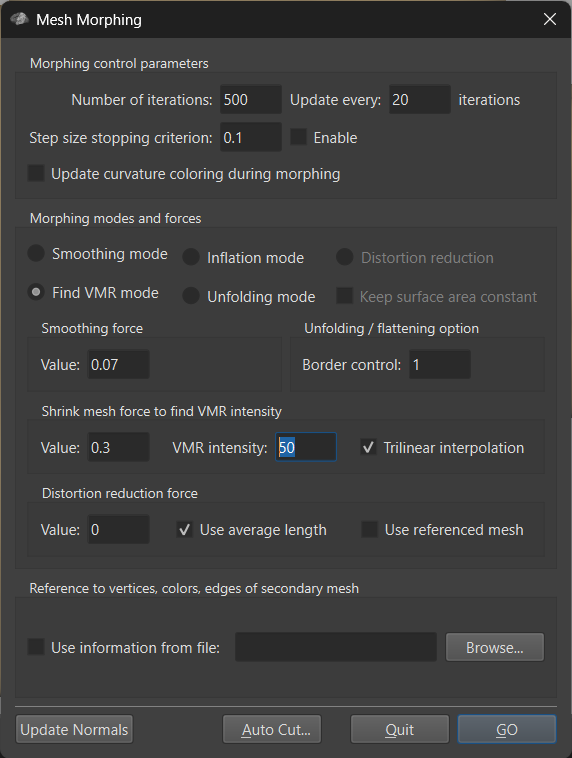 Mesh Morphing
Morphing control parameters
Number of iterations: 500 Update every: 20 iterations
Step size stopping criterion: 0.1 Enable
Update curvature coloring during morphing
Morphing modes and forces
Smoothing mode Inflation mode Distortion reduction
Find VMR mode Unfolding mode Keep surface area constant
Smoothing force Unfolding / flattening option
Value: 0.07 Border control: 1
Shrink mesh force to find VMR intensity
Value: 0.3 VMR intensity: 50 Trilinear interpolation
Distortion reduction force
Value: 0 Use average length Use referenced mesh
Reference to vertices, colors, edges of secondary mesh
Use information from file: Browse...
Update Normals Auto Cut... Quit GO